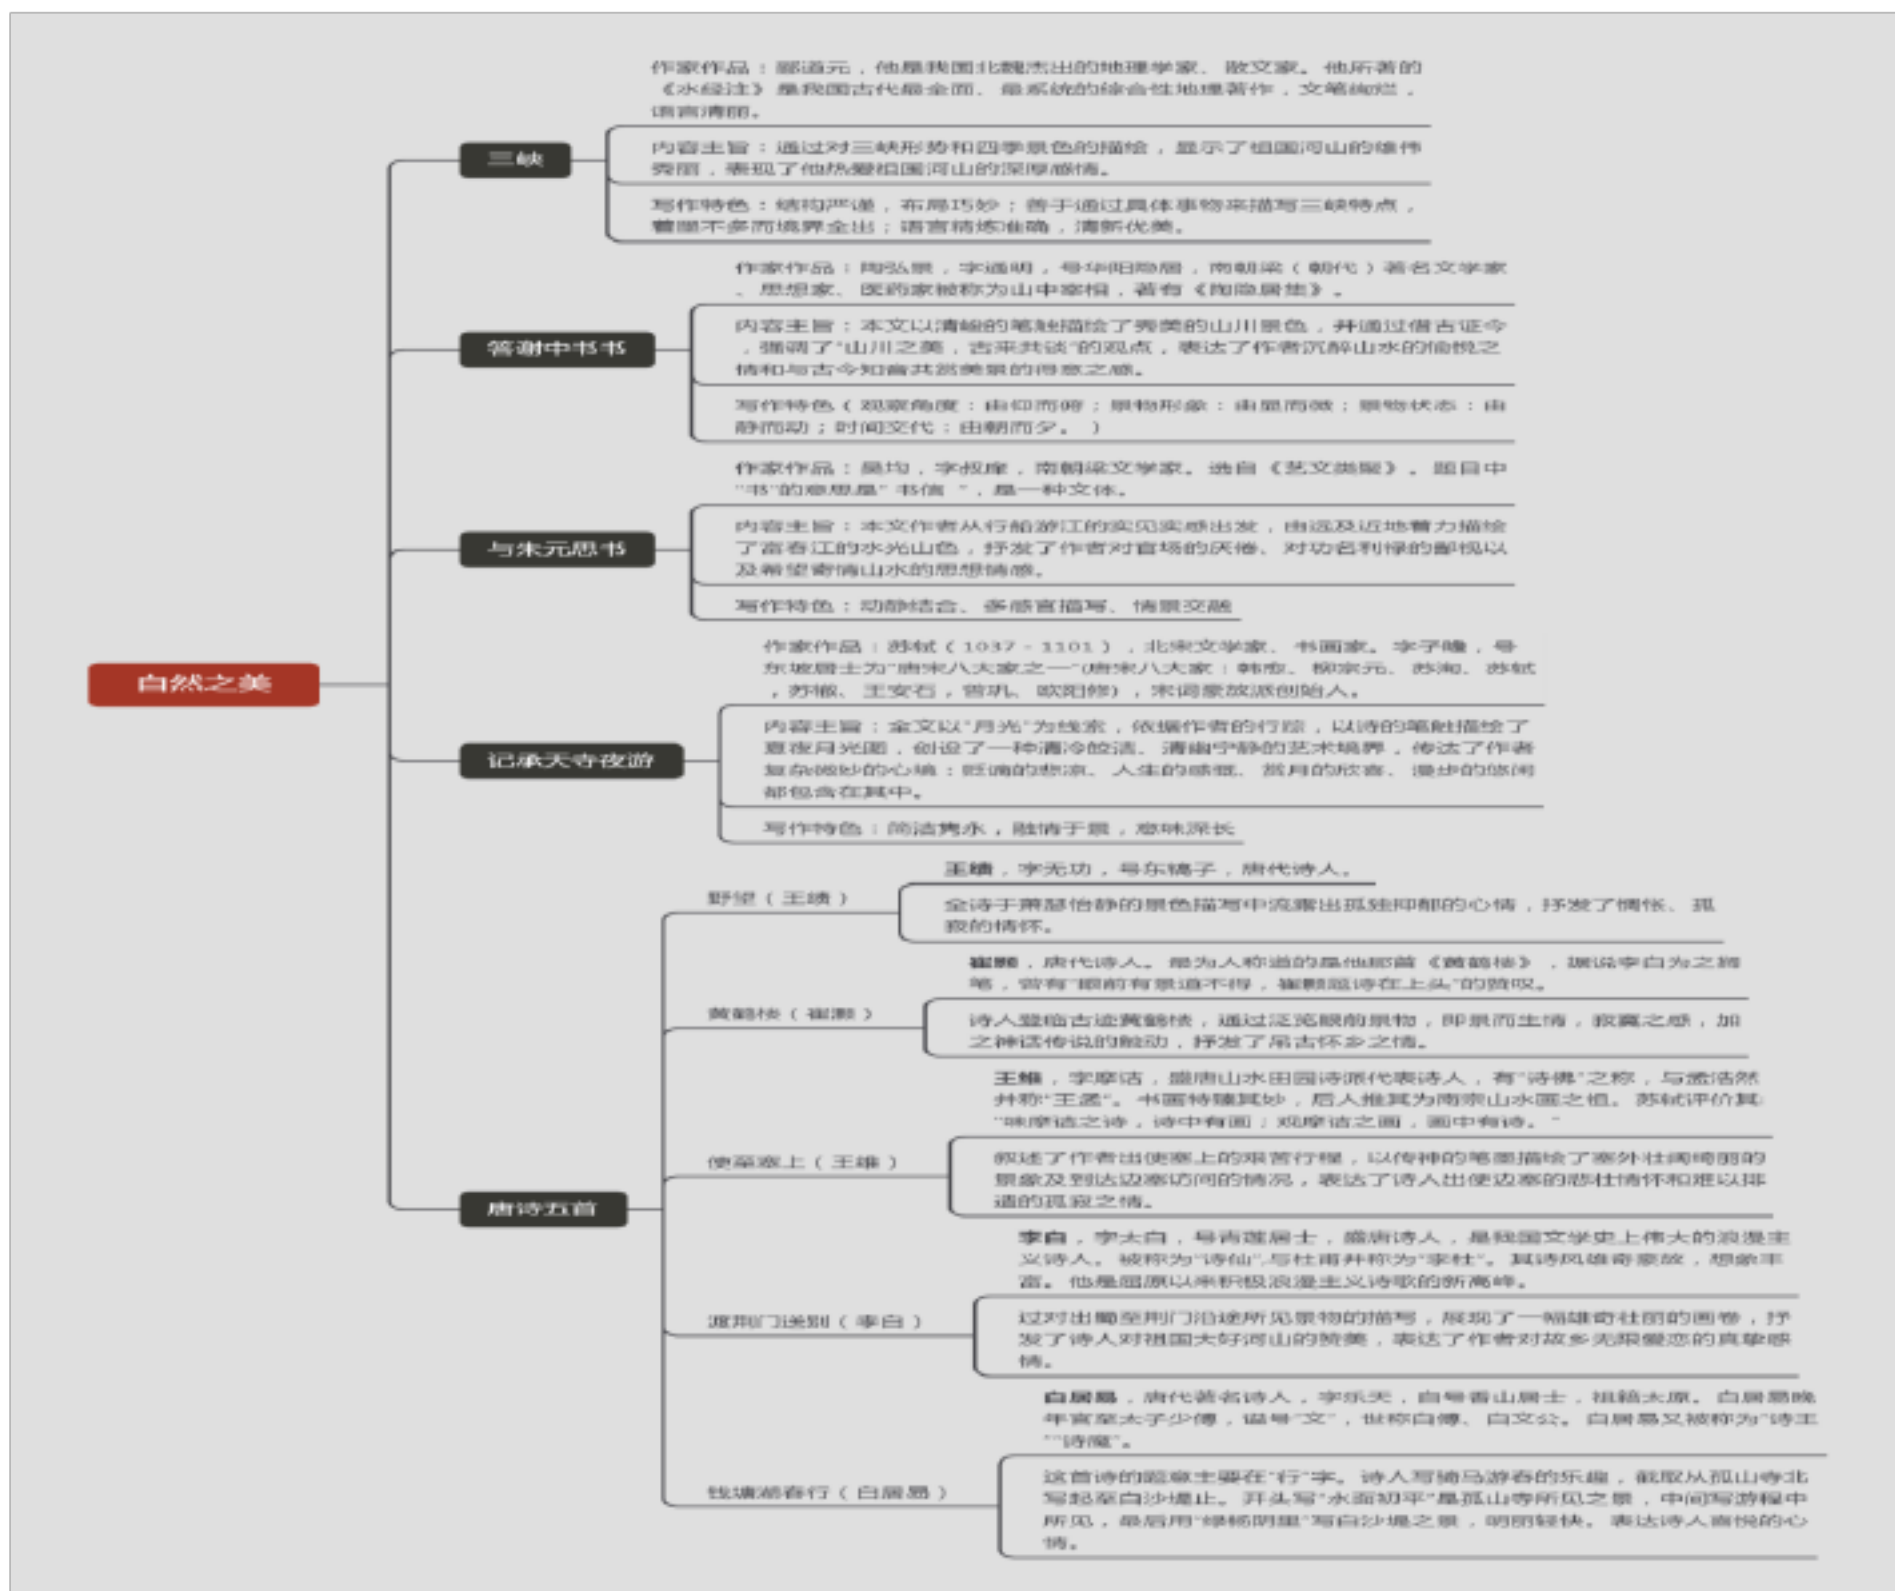 自然之美
三峡
作家作品：郦道元，他是我国北魏杰出的地理学家、散文家。他所著的
《水经注》是我国古代最全面、最系统的综合性地理著作，文笔绚烂，
语言清丽。
内容主旨：通过对三峡形势和四季景色的描绘，显示了祖国河山的雄伟
秀丽，表现了他热爱祖国河山的深厚感情。
写作特色：结构严谨，布局巧妙；善于通过具体事物来描写三峡特点，
着墨不多而境界全出；语言精炼准确，清新优美。
答谢中书书
作家作品：陶弘景，字通明，号华阳隐居，南朝梁（朝代）著名文学家
、思想家、医药家被称为山中宰相，著有《陶隐居集》。
内容主旨：本文以清峻的笔触描绘了秀美的山川景色，并通过借古证今
，强调了“山川之美，古来共谈”的观点，表达了作者沉醉山水的愉悦之
情和与古今知音共赏美景的得意之感。
写作特色（观察角度：由仰而俯；景物形象：由显而微；景物状态：由
静而动；时间交代：由朝而夕。）
与朱元思书
作家作品：吴均，字叔庠，南朝梁文学家。选自《艺文类聚》。题目中
“书”的意思是“ 书信 ”，是一种文体。
内容主旨：本文作者从行船游江的实见实感出发，由远及近地着力描绘
了富春江的水光山色，抒发了作者对官场的厌倦、对功名利禄的鄙视以
及希望寄情山水的思想情感。
写作特色：动静结合、多感官描写、情景交融
记承天寺夜游
作家作品：苏轼（1037－1101），北宋文学家、书画家。字子瞻，号
东坡居士为“唐宋八大家之一”(唐宋八大家：韩愈、柳宗元、苏洵、苏轼
，苏辙、王安石，曾巩、欧阳修)，宋词豪放派创始人。
内容主旨：全文以“月光”为线索，依据作者的行踪，以诗的笔触描绘了
夏夜月光图，创设了一种清冷皎洁、清幽宁静的艺术境界，传达了作者
复杂微妙的心境：贬谪的悲凉、人生的感慨、赏月的欣喜、漫步的悠闲
都包含在其中。
写作特色：简洁隽永，融情于景，意味深长
唐诗五首
野望（王绩）
王绩，字无功，号东镐子，唐代诗人。
全诗于萧瑟怡静的景色描写中流露出孤独抑郁的心情，抒发了惆怅、孤
寂的情怀。
黄鹤楼（崔颢）
崔颢，唐代诗人。最为人称道的是他那首《黄鹤楼》，据说李白为之搁
笔，曾有“眼前有景道不得，崔颢题诗在上头”的赞叹。
诗人登临古迹黄鹤楼，通过泛览眼前景物，即景而生情，寂寞之感，加
之神话传说的触动，抒发了吊古怀乡之情。
使至塞上（王维）
王维，字摩诘，盛唐山水田园诗派代表诗人，有“诗佛”之称，与孟浩然
并称“王孟”。书画特臻其妙，后人推其为南宗山水画之祖。苏轼评价其:
“味摩诘之诗，诗中有画；观摩诘之画，画中有诗。”
叙述了作者出使塞上的艰苦行程，以传神的笔墨描绘了塞外壮阔绮丽的
景象及到达边塞访问的情况，表达了诗人出使边塞的悲壮情怀和难以排
遣的孤寂之情。
渡荆门送别（李白）
李白，字太白，号青莲居士，盛唐诗人，是我国文学史上伟大的浪漫主
义诗人。被称为“诗仙”,与杜甫并称为“李杜”。其诗风雄奇豪放，想象丰
富。他是屈原以来积极浪漫主义诗歌的新高峰。
过对出蜀至荆门沿途所见景物的描写，展现了一幅雄奇壮丽的画卷，抒
发了诗人对祖国大好河山的赞美，表达了作者对故乡无限爱恋的真挚感
情。
钱塘湖春行（白居易）
白居易，唐代著名诗人，字乐天，自号香山居士，祖籍太原。白居易晚
年官至太子少傅，谥号“文”，世称白傅、白文公。白居易又被称为“诗王
”“诗魔”。
这首诗的题意主要在“行”字。诗人写骑马游春的乐趣，截取从孤山寺北
写起至白沙堤止。开头写“水面初平”是孤山寺所见之景，中间写游程中
所见，最后用“绿杨阴里”写白沙堤之景，明丽轻快。表达诗人喜悦的心
情。